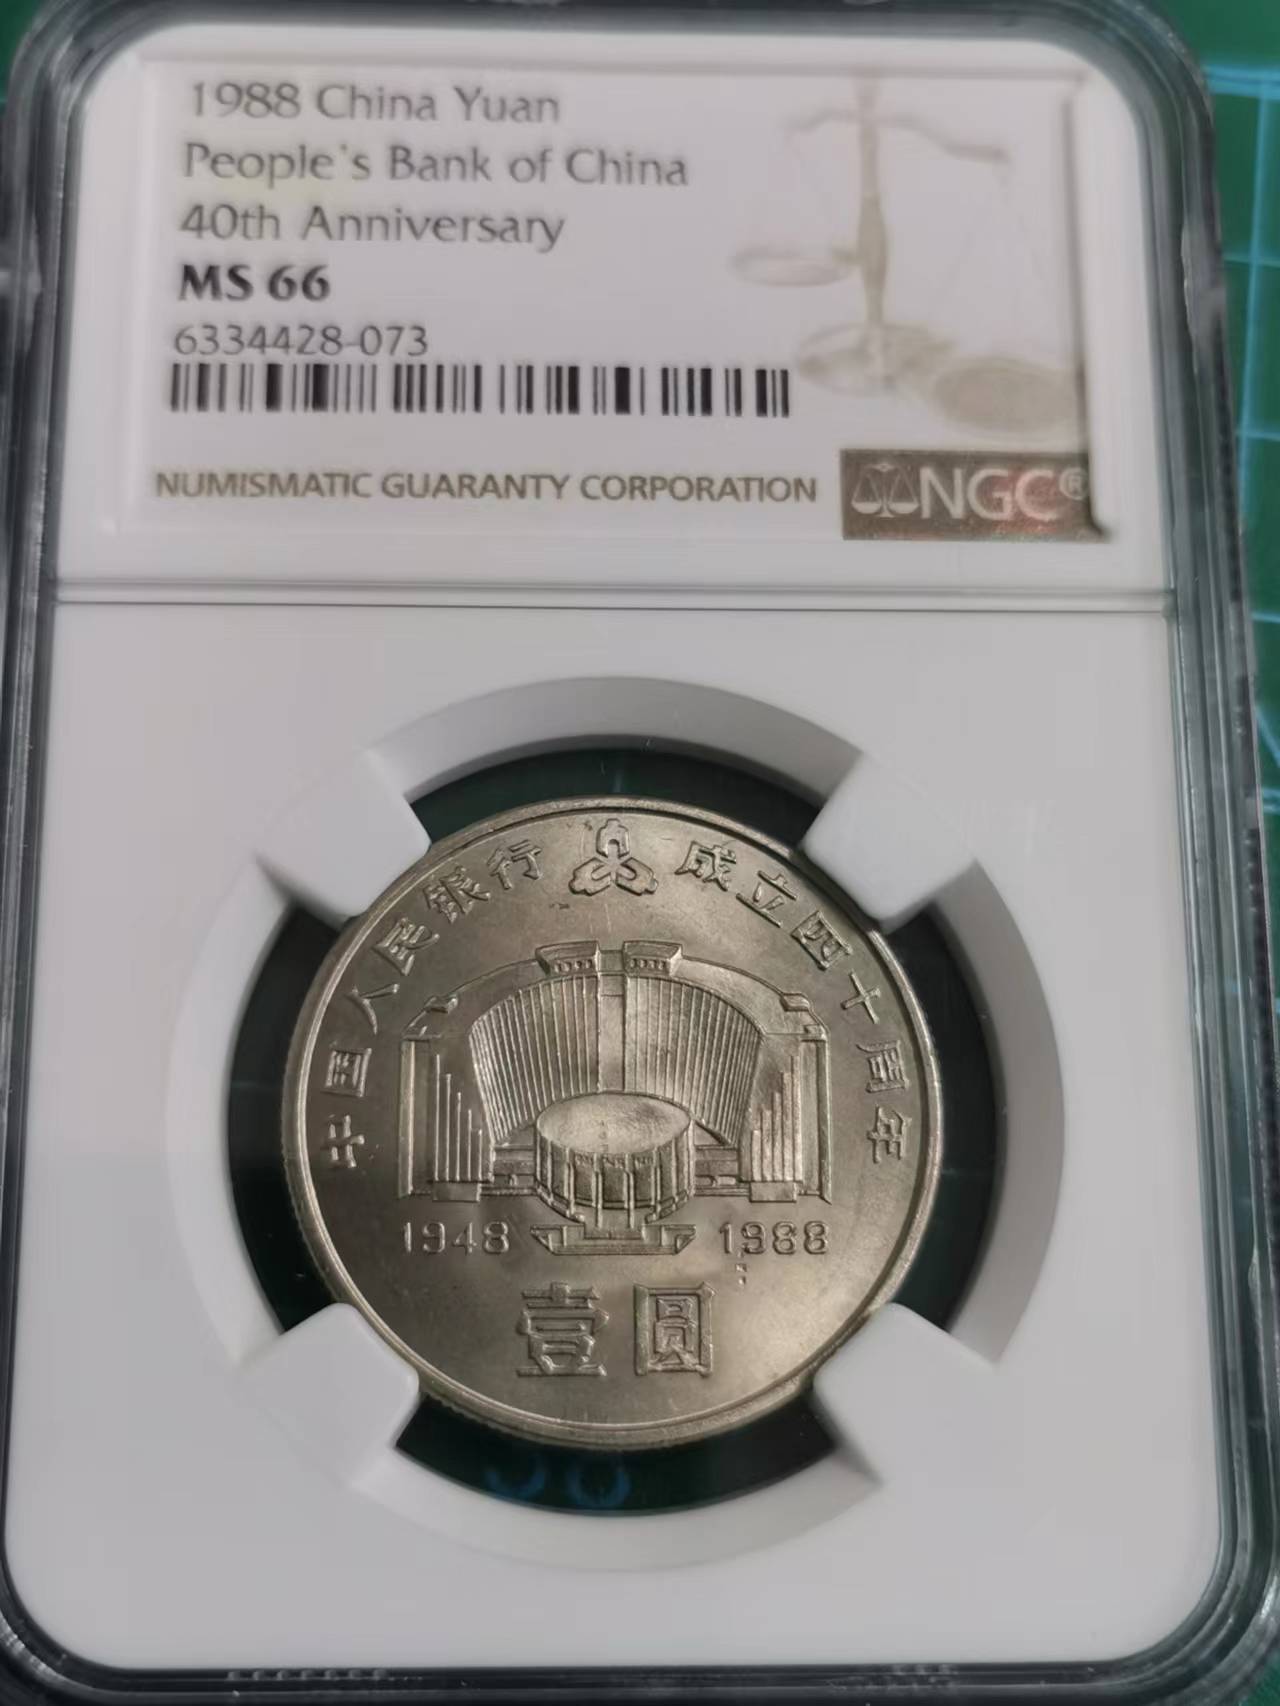 1988 China Yuan
People's Bank of China
40th Anniversary
MS 66
6334428-073
NUMISMATIC GUARANTY CORPORATION
NGC®
中国人民银行 成立四十周年
1948 1988
壹圆